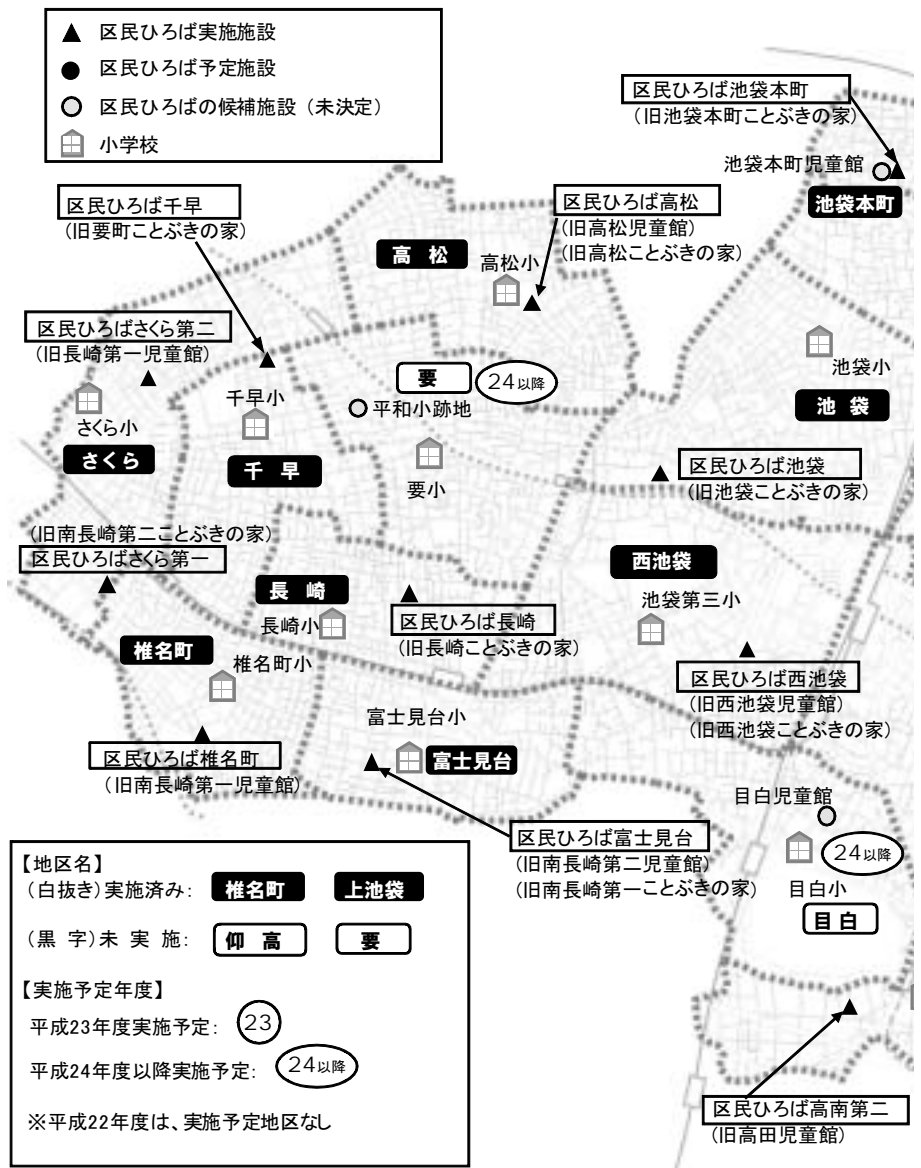 区民ひろば実施施設
区民ひろば予定施設
区民ひろばの候補施設（未決定）
小学校
区民ひろば池袋本町
（旧池袋本町ことぶきの家）
池袋本町児童館
池袋本町
区民ひろば千早
（旧要町ことぶきの家）
区民ひろば高松
（旧高松児童館）
（旧高松ことぶきの家）
高松
高松小
区民ひろばさくら第二
（旧長崎第一児童館）
池袋小
池袋
要
24以降
平和小跡地
千早小
さくら小
さくら
千早
要小
区民ひろば池袋
（旧池袋ことぶきの家）
（旧南長崎第二ことぶきの家）
区民ひろばさくら第一
西池袋
池袋第三小
長崎
長崎小
区民ひろば長崎
（旧長崎ことぶきの家）
椎名町
椎名町小
区民ひろば西池袋
（旧西池袋児童館）
（旧西池袋ことぶきの家）
富士見台小
富士見台
区民ひろば椎名町
（旧南長崎第一児童館）
目白児童館
区民ひろば富士見台
（旧南長崎第二児童館）
（旧南長崎第一ことぶきの家）
24以降
目白小
目白
【地区名】
（白抜き）実施済み： 椎名町 上池袋
（黒 字）未 実 施： 仰高 要
【実施予定年度】
平成23年度実施予定： 23
平成24年度以降実施予定： 24以降
※平成22年度は、実施予定地区なし
区民ひろば高南第二
（旧高田児童館）